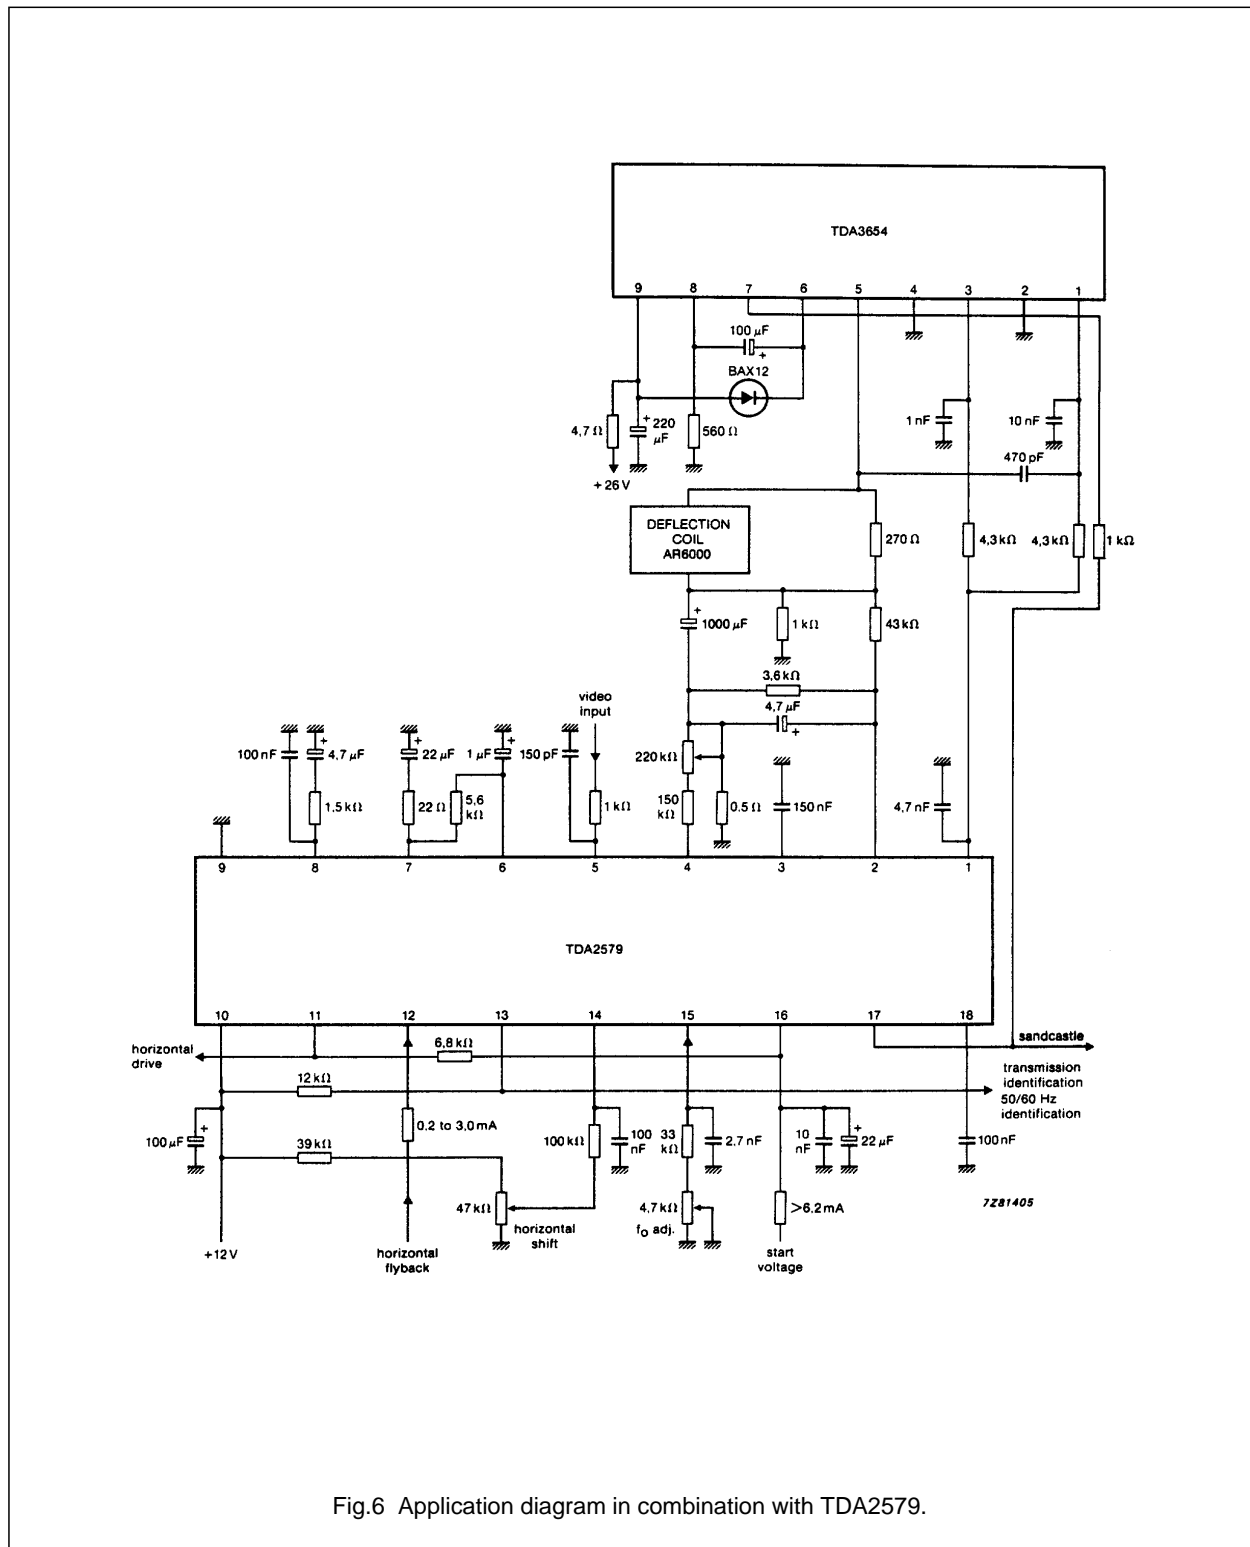 TDA3654
9 8 7 6 5 4 3 2 1
100 μF
+
BAX12
4,7 Ω
+
220 μF
560 Ω
+26 V
1 nF
10 nF
470 pF
DEFLECTION
COIL
AR6000
270 Ω
4,3 kΩ
4,3 kΩ
1 kΩ
+
1000 μF
1 kΩ
43 kΩ
3,6 kΩ
4,7 μF
+
video
input
100 nF
+
4,7 μF
+
22 μF
1 μF
+
150 pF
220 kΩ
1,5 kΩ
22 Ω
5,6
kΩ
1 kΩ
150
kΩ
0.5 Ω
150 nF
4,7 nF
9 8 7 6 5 4 3 2 1
TDA2579
10 11 12 13 14 15 16 17 18
horizontal
drive
6,8 kΩ
sandcastle
12 kΩ
transmission
identification
50/60 Hz
identification
100 μF
+
0.2 to 3,0 mA
39 kΩ
100 kΩ
100
nF
33
kΩ
2.7 nF
10
nF
+
22 μF
100 nF
47 kΩ
horizontal
shift
4,7 kΩ
fo adj.
>6.2 mA
7Z81405
+12 V
horizontal
flyback
start
voltage
Fig.6 Application diagram in combination with TDA2579.